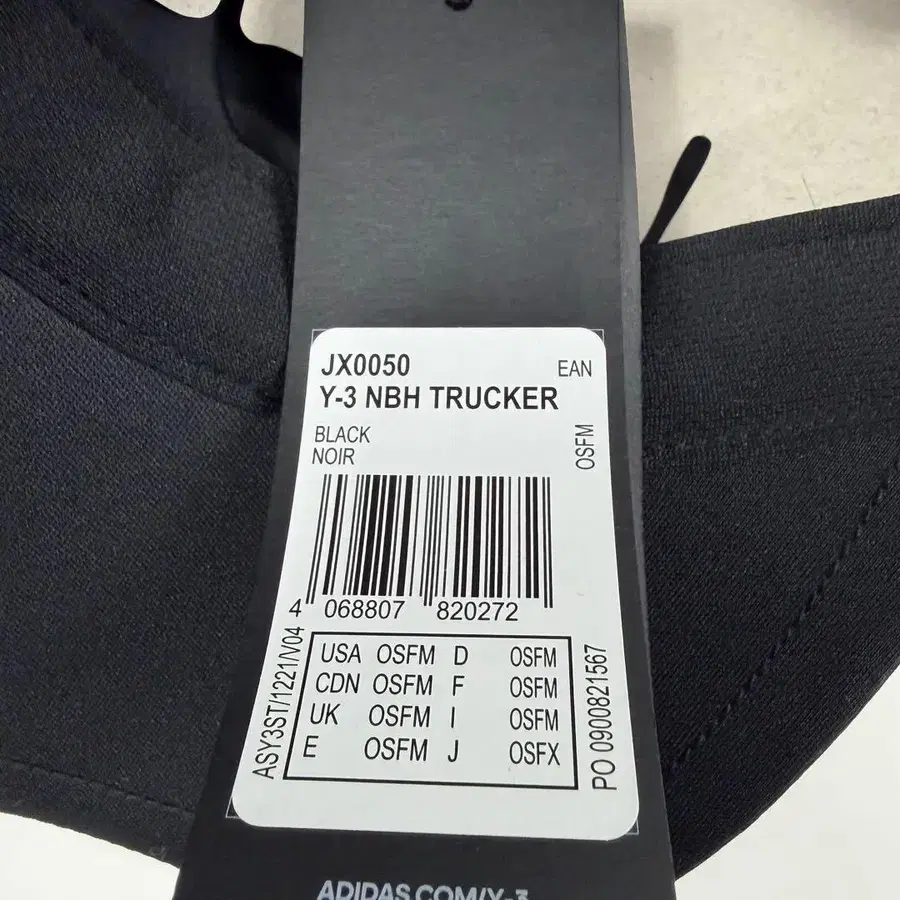 JX0050 EAN
Y-3 NBH TRUCKER
BLACK
NOIR
OSFM
4 068807 820272
USA OSFM D OSFM
CDN OSFM F OSFM
UK OSFM I OSFM
E OSFM J OSFX
ASY3ST/1221/V04
PO 0900821567
ADIDAS.COM/Y-3